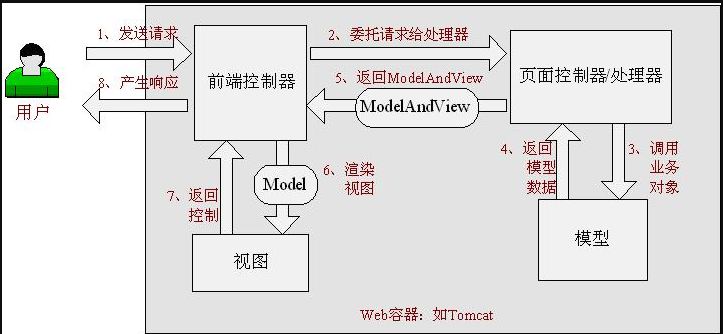 1、发送请求
2、委托请求给处理器
8、产生响应
用户
前端控制器
5、返回ModelAndView
ModelAndView
页面控制器/处理器
4、返回
模型
数据
3、调用
业务
对象
6、渲染
视图
Model
7、返回
控制
视图
模型
Web容器：如Tomcat